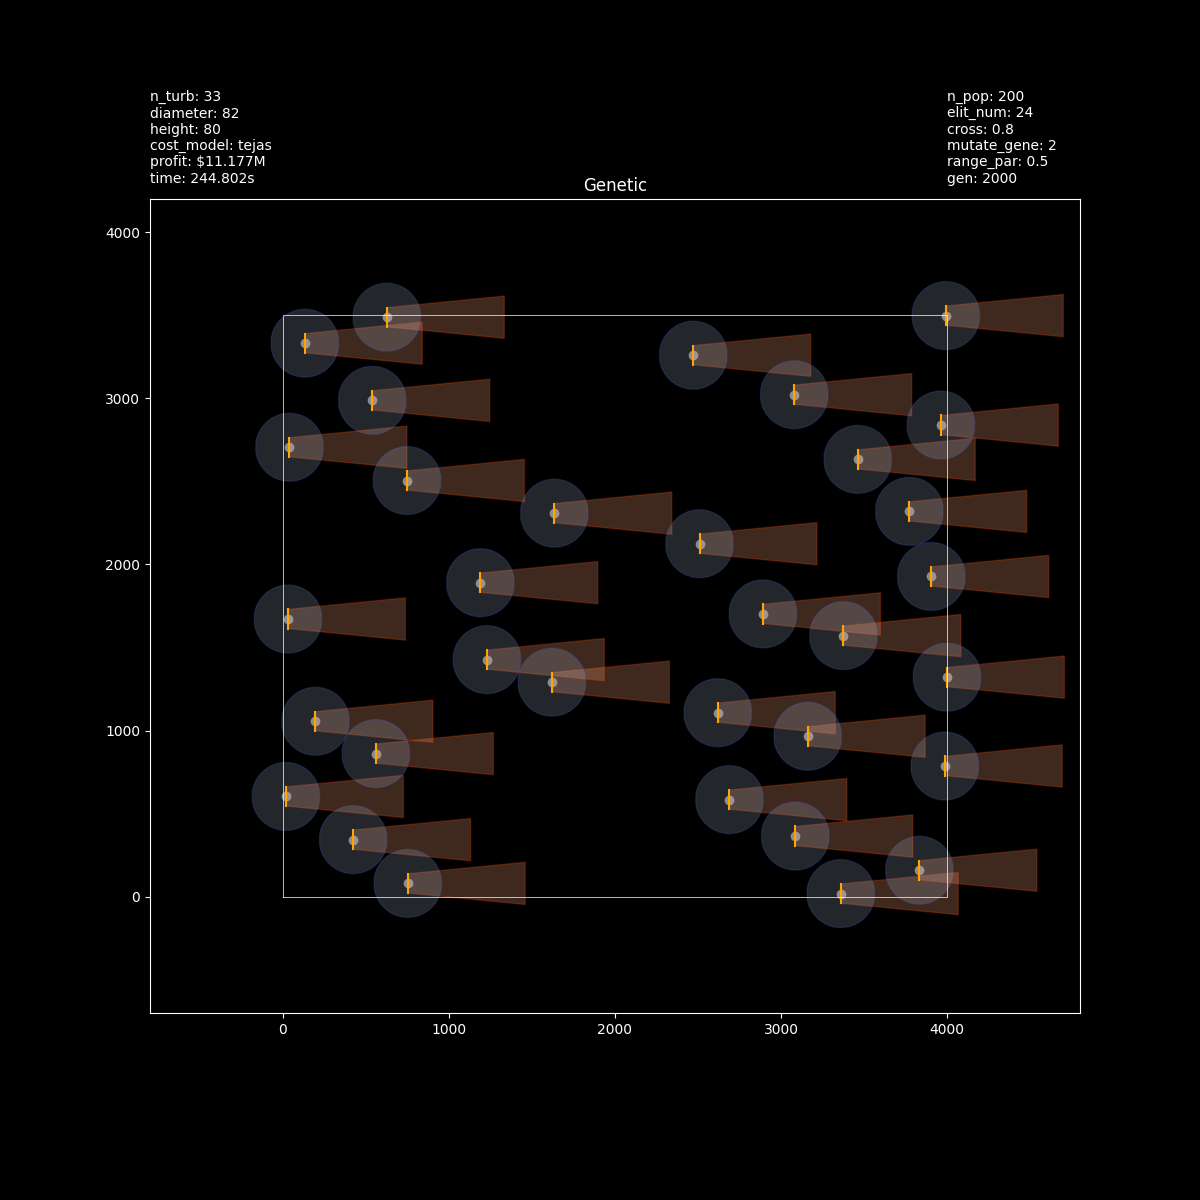 n_turb: 33
diameter: 82
height: 80
cost_model: tejas
profit: $11.177M
time: 244.802s
n_pop: 200
elit_num: 24
cross: 0.8
mutate_gene: 2
range_par: 0.5
gen: 2000
Genetic
4000
3000
2000
1000
0
0 1000 2000 3000 4000